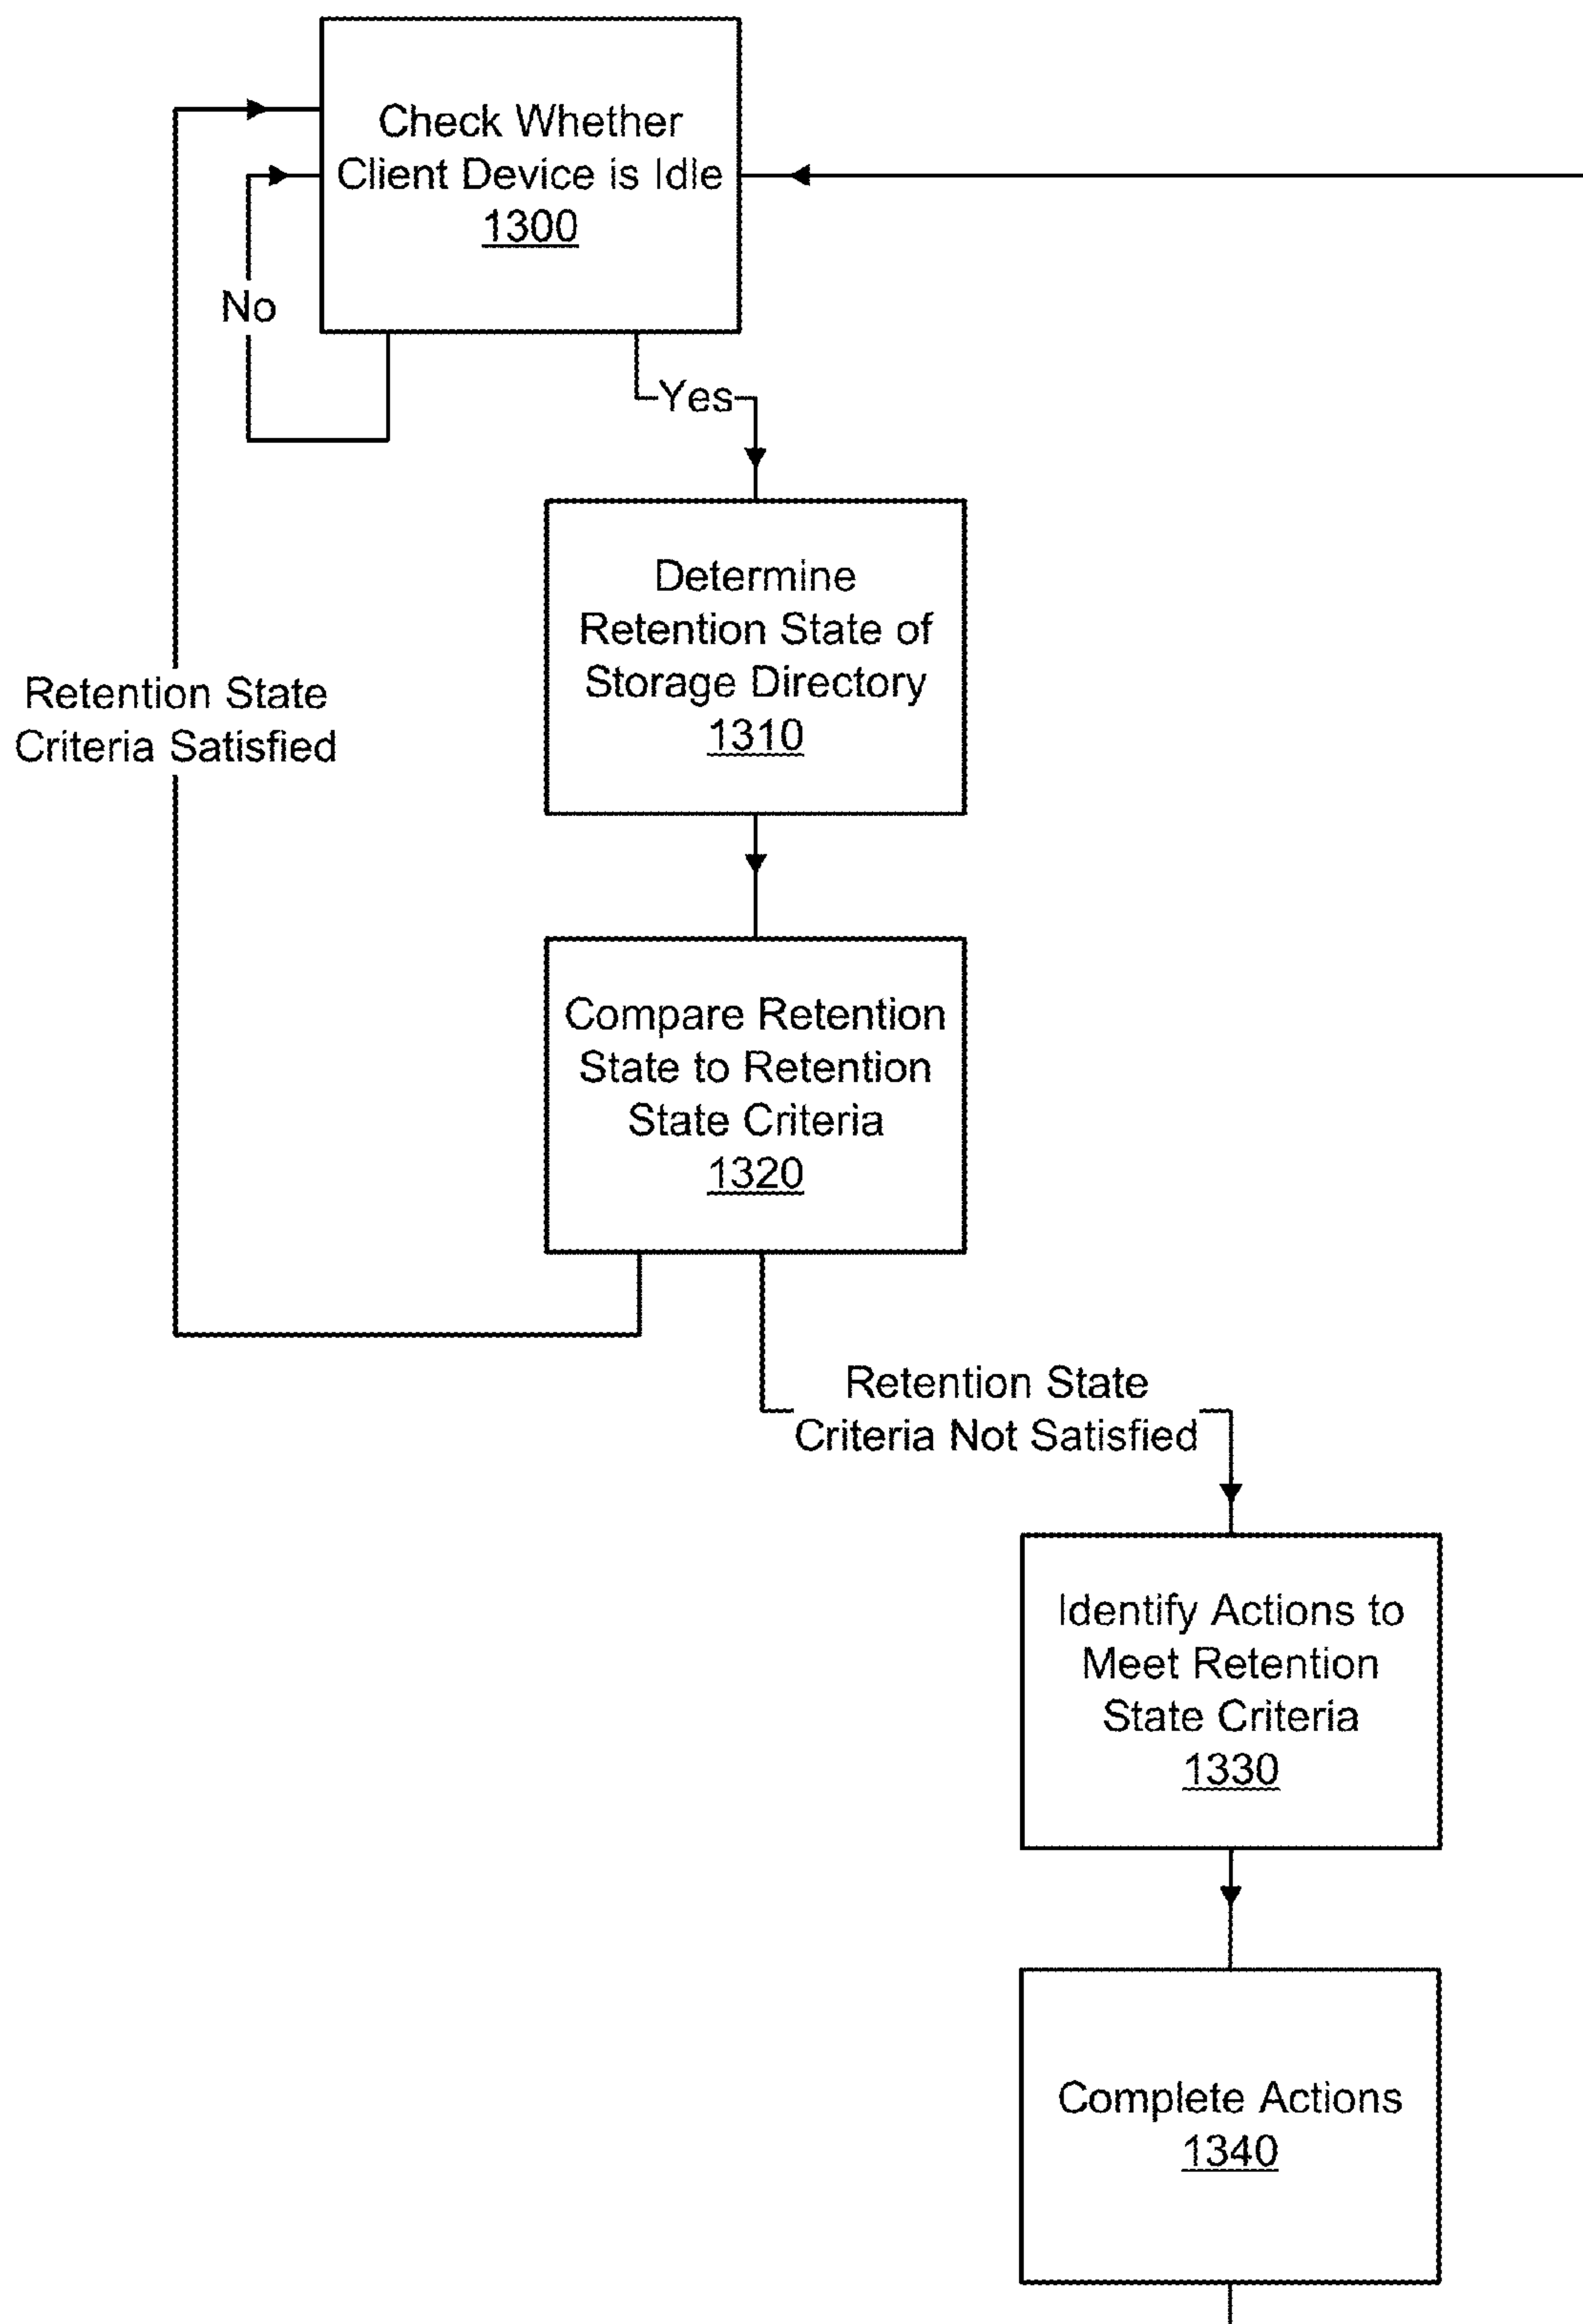 Check Whether
Client Device is Idle
1300
No
Yes
Determine
Retention State of
Storage Directory
1310
Retention State
Criteria Satisfied
Compare Retention
State to Retention
State Criteria
1320
Retention State
Criteria Not Satisfied
Identify Actions to
Meet Retention
State Criteria
1330
Complete Actions
1340